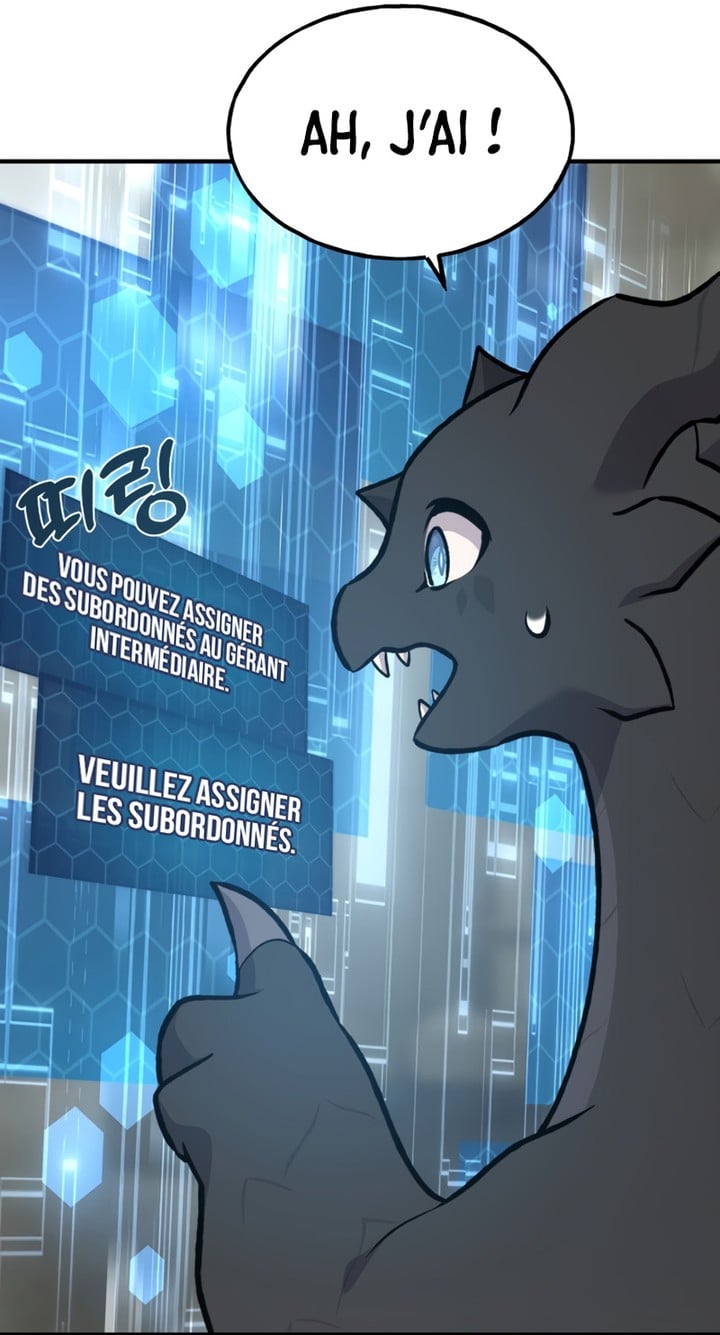 AH, J'AI !
띠링
VOUS POUVEZ ASSIGNER
DES SUBORDONNÉS AU GÉRANT
INTERMÉDIAIRE.
VEUILLEZ ASSIGNER
LES SUBORDONNÉS.